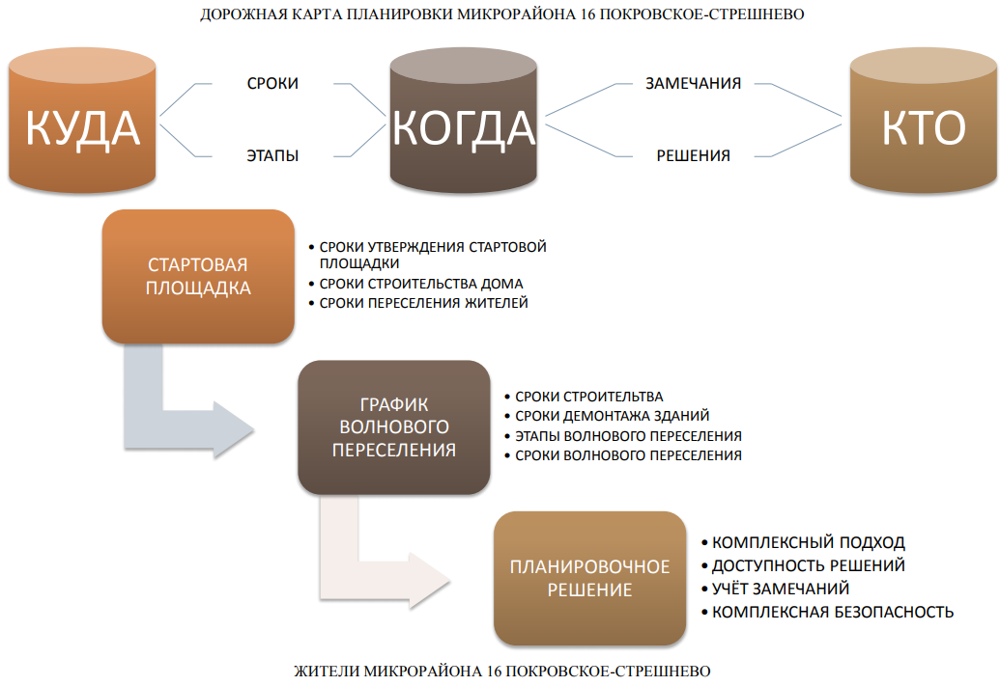 ДОРОЖНАЯ КАРТА ПЛАНИРОВКИ МИКРОРАЙОНА 16 ПОКРОВСКОЕ-СТРЕШНЕВО
КУДА
СРОКИ
ЭТАПЫ
КОГДА
ЗАМЕЧАНИЯ
РЕШЕНИЯ
КТО
СТАРТОВАЯ
ПЛОЩАДКА
• СРОКИ УТВЕРЖДЕНИЯ СТАРТОВОЙ
ПЛОЩАДКИ
• СРОКИ СТРОИТЕЛЬСТВА ДОМА
• СРОКИ ПЕРЕСЕЛЕНИЯ ЖИТЕЛЕЙ
ГРАФИК
ВОЛНОВОГО
ПЕРЕСЕЛЕНИЯ
• СРОКИ СТРОИТЕЛЬСТВА
• СРОКИ ДЕМОНТАЖА ЗДАНИЙ
• ЭТАПЫ ВОЛНОВОГО ПЕРЕСЕЛЕНИЯ
• СРОКИ ВОЛНОВОГО ПЕРЕСЕЛЕНИЯ
ПЛАНИРОВОЧНОЕ
РЕШЕНИЕ
• КОМПЛЕКСНЫЙ ПОДХОД
• ДОСТУПНОСТЬ РЕШЕНИЙ
• УЧЁТ ЗАМЕЧАНИЙ
• КОМПЛЕКСНАЯ БЕЗОПАСНОСТЬ
ЖИТЕЛИ МИКРОРАЙОНА 16 ПОКРОВСКОЕ-СТРЕШНЕВО